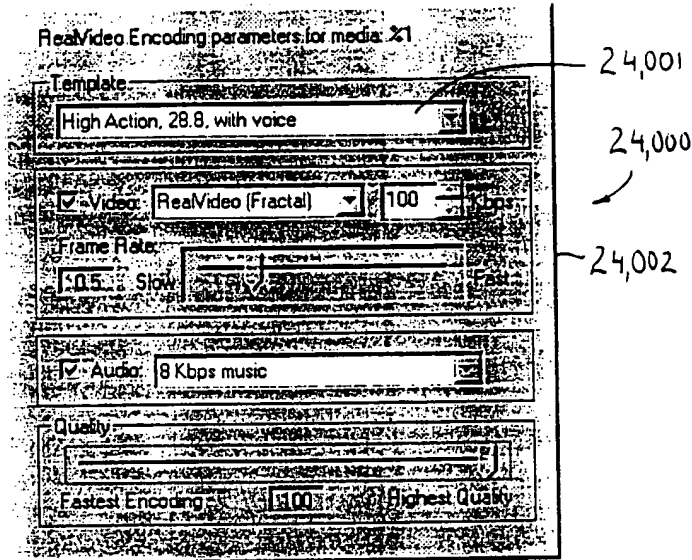 RealVideo Encoding parameters for media: %1
Template
High Action, 28.8, with voice
Video: RealVideo (Fractal) 100 Kbps
Frame Rate:
0.5 Slow Fast
Audio: 8 Kbps music
Quality
Fastest Encoding 100 Highest Quality
24,001
24,000
24,002